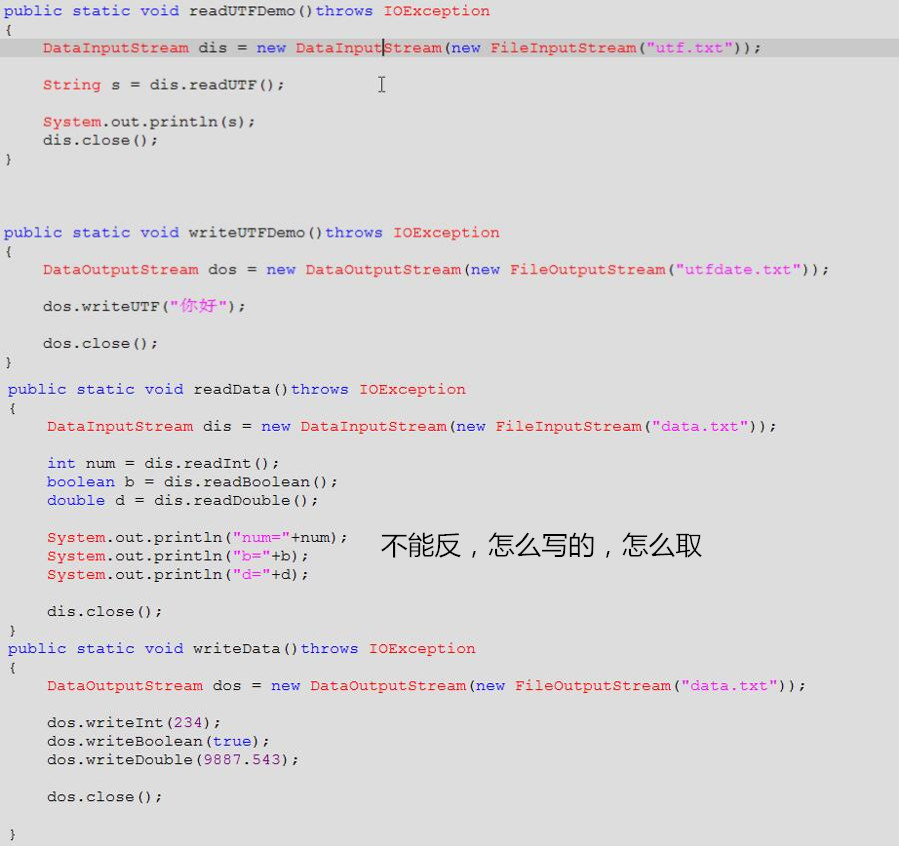 public static void readUTFDemo()throws IOException
{
DataInputStream dis = new DataInputStream(new FileInputStream("utf.txt"));
String s = dis.readUTF();
System.out.println(s);
dis.close();
}
public static void writeUTFDemo()throws IOException
{
DataOutputStream dos = new DataOutputStream(new FileOutputStream("utfdate.txt"));
dos.writeUTF("你好");
dos.close();
}
public static void readData()throws IOException
{
DataInputStream dis = new DataInputStream(new FileInputStream("data.txt"));
int num = dis.readInt();
boolean b = dis.readBoolean();
double d = dis.readDouble();
System.out.println("num="+num);
不能反，怎么写的，怎么取
System.out.println("b="+b);
System.out.println("d="+d);
dis.close();
}
public static void writeData()throws IOException
{
DataOutputStream dos = new DataOutputStream(new FileOutputStream("data.txt"));
dos.writeInt(234);
dos.writeBoolean(true);
dos.writeDouble(9887.543);
dos.close();
}